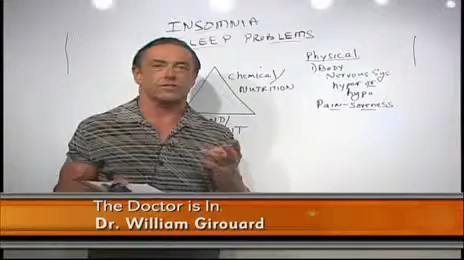 INSOMNIA
LEEP PROBLEMS
Physical
1) BODY
Chemical/
NUTRITION
Nervous Sys
hyper or
hypo
Pain-Soreness
The Doctor is In
Dr. William Girouard